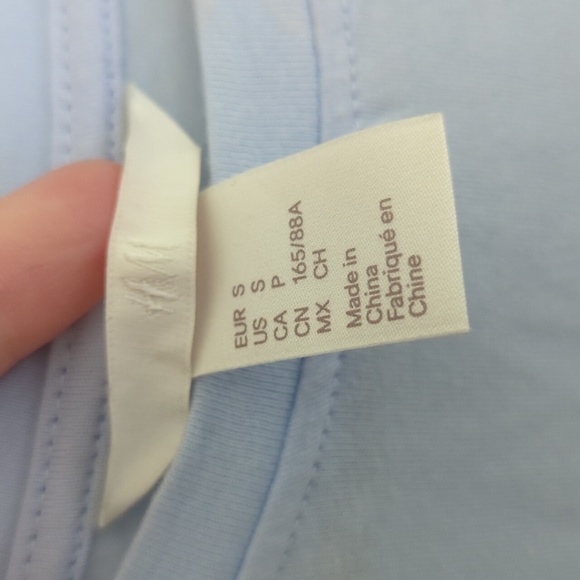 H&M
EUR S
US S
CA P
CN 165/88A
MX CH
Made in
China
Fabriqué en
Chine